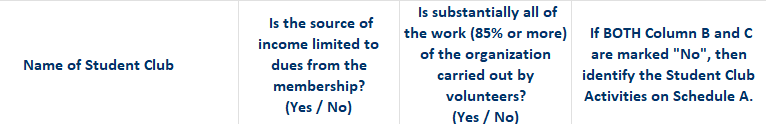 Name of Student Club
Is the source of
income limited to
dues from the
membership?
(Yes / No)
Is substantially all of
the work (85% or more)
of the organization
carried out by
volunteers?
(Yes / No)
If BOTH Column B and C
are marked "No", then
identify the Student Club
Activities on Schedule A.